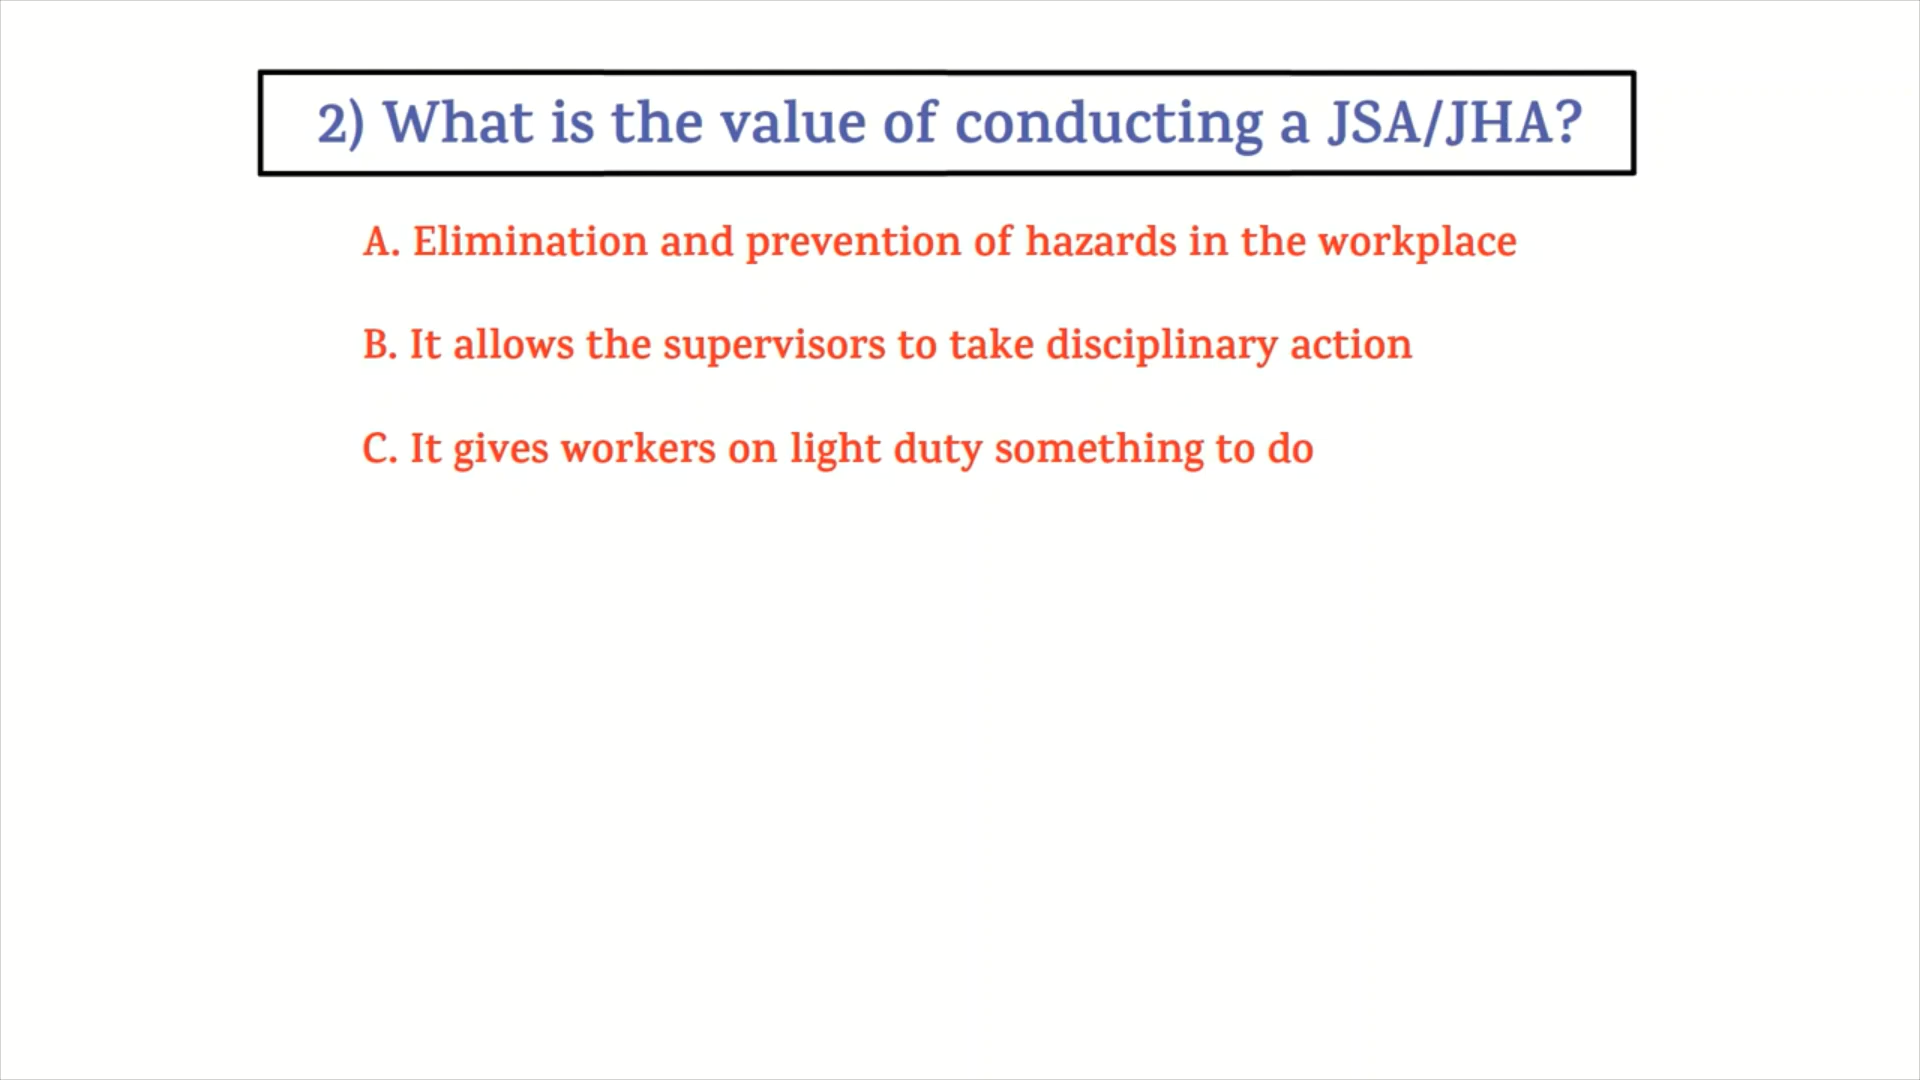 2) What is the value of conducting a JSA/JHA?
A. Elimination and prevention of hazards in the workplace
B. It allows the supervisors to take disciplinary action
C. It gives workers on light duty something to do